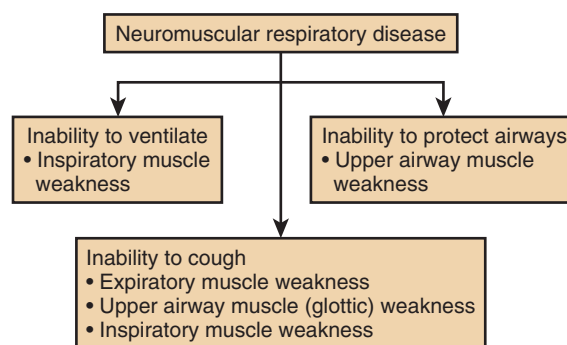 Neuromuscular respiratory disease
Inability to ventilate
• Inspiratory muscle
weakness
Inability to protect airways
• Upper airway muscle
weakness
Inability to cough
• Expiratory muscle weakness
• Upper airway muscle (glottic) weakness
• Inspiratory muscle weakness